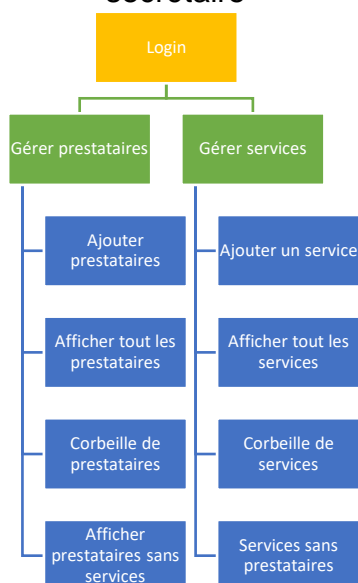 secrétaire
Login
Gérer prestataires
Gérer services
Ajouter
prestataires
Ajouter un service
Afficher tout les
prestataires
Afficher tout les
services
Corbeille de
prestataires
Corbeille de
services
Afficher
prestataires sans
services
Services sans
prestataires